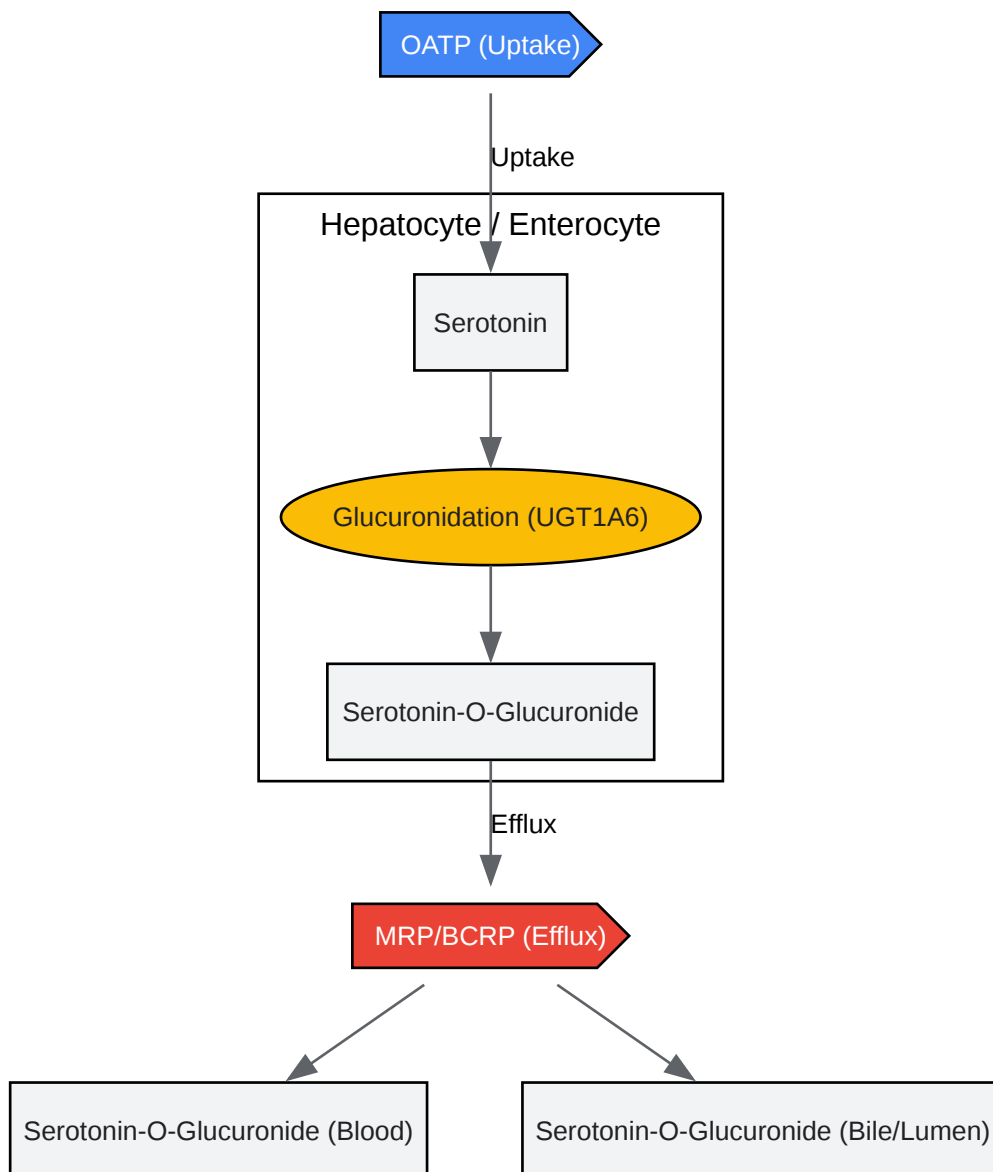 OATP (Uptake)
Uptake
Hepatocyte / Enterocyte
Serotonin
Glucuronidation (UGT1A6)
Serotonin-O-Glucuronide
Efflux
MRP/BCRP (Efflux)
Serotonin-O-Glucuronide (Blood)
Serotonin-O-Glucuronide (Bile/Lumen)